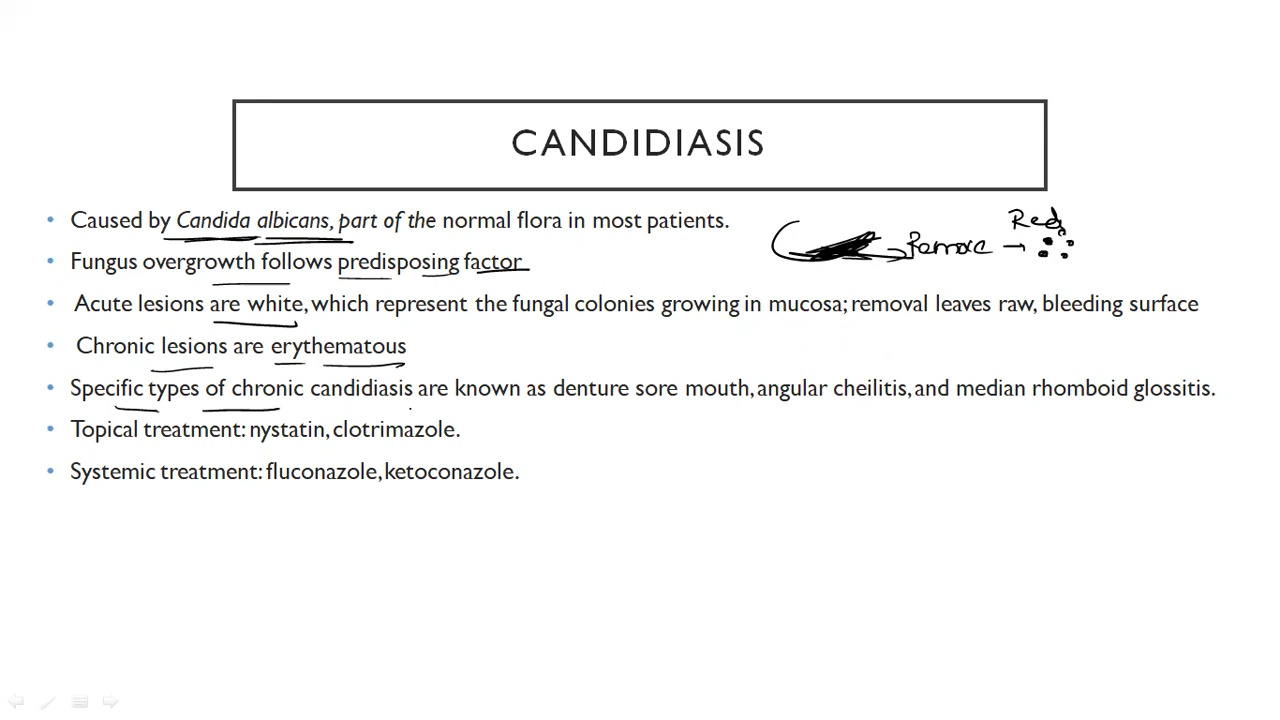 CANDIDIASIS
• Caused by Candida albicans, part of the normal flora in most patients.
Red
Remove →
• Fungus overgrowth follows predisposing factor
• Acute lesions are white, which represent the fungal colonies growing in mucosa; removal leaves raw, bleeding surface
• Chronic lesions are erythematous
• Specific types of chronic candidiasis are known as denture sore mouth, angular cheilitis, and median rhomboid glossitis.
• Topical treatment: nystatin, clotrimazole.
• Systemic treatment: fluconazole, ketoconazole.